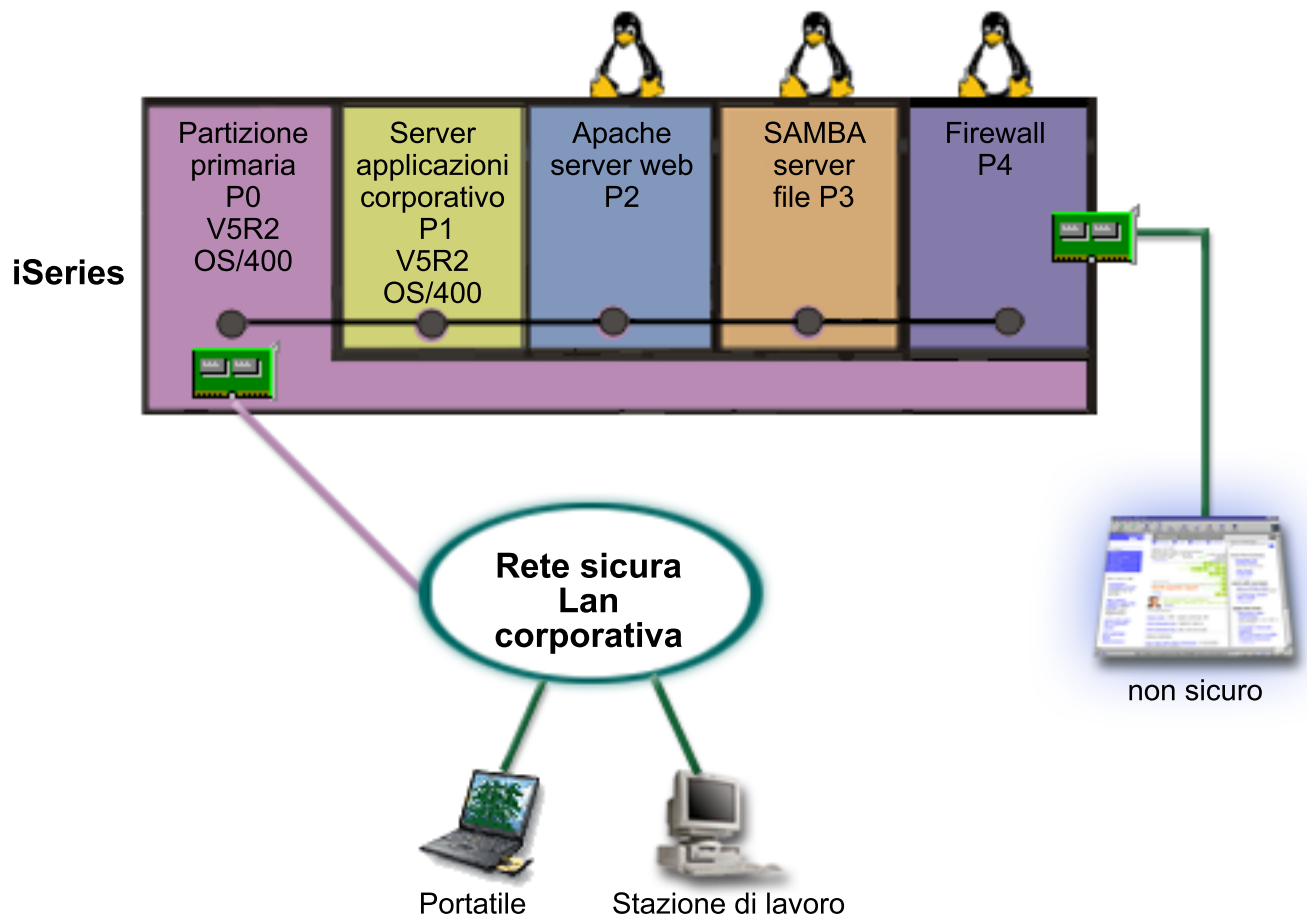 Partizione
primaria
P0
V5R2
OS/400
Server
applicazioni
corporativo
P1
V5R2
OS/400
Apache
server web
P2
SAMBA
server
file P3
Firewall
P4
iSeries
Rete sicura
Lan
corporativa
non sicuro
Portatile
Stazione di lavoro